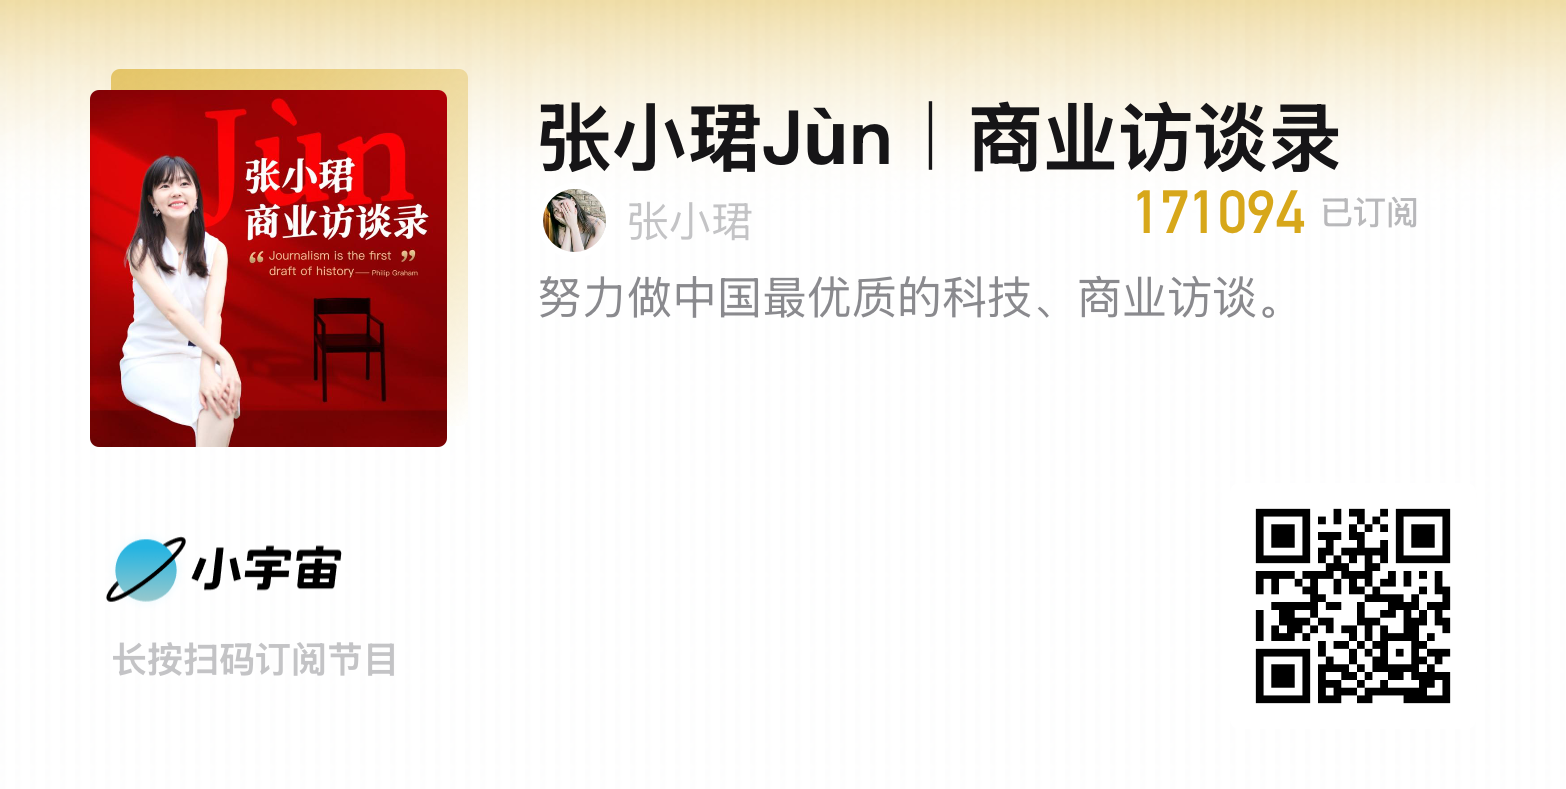 Jùn
张小珺
商业访谈录
“ Journalism is the first ”
draft of history —— Philip Graham
张小珺Jùn｜商业访谈录
张小珺
171094 已订阅
努力做中国最优质的科技、商业访谈。
小宇宙
长按扫码订阅节目